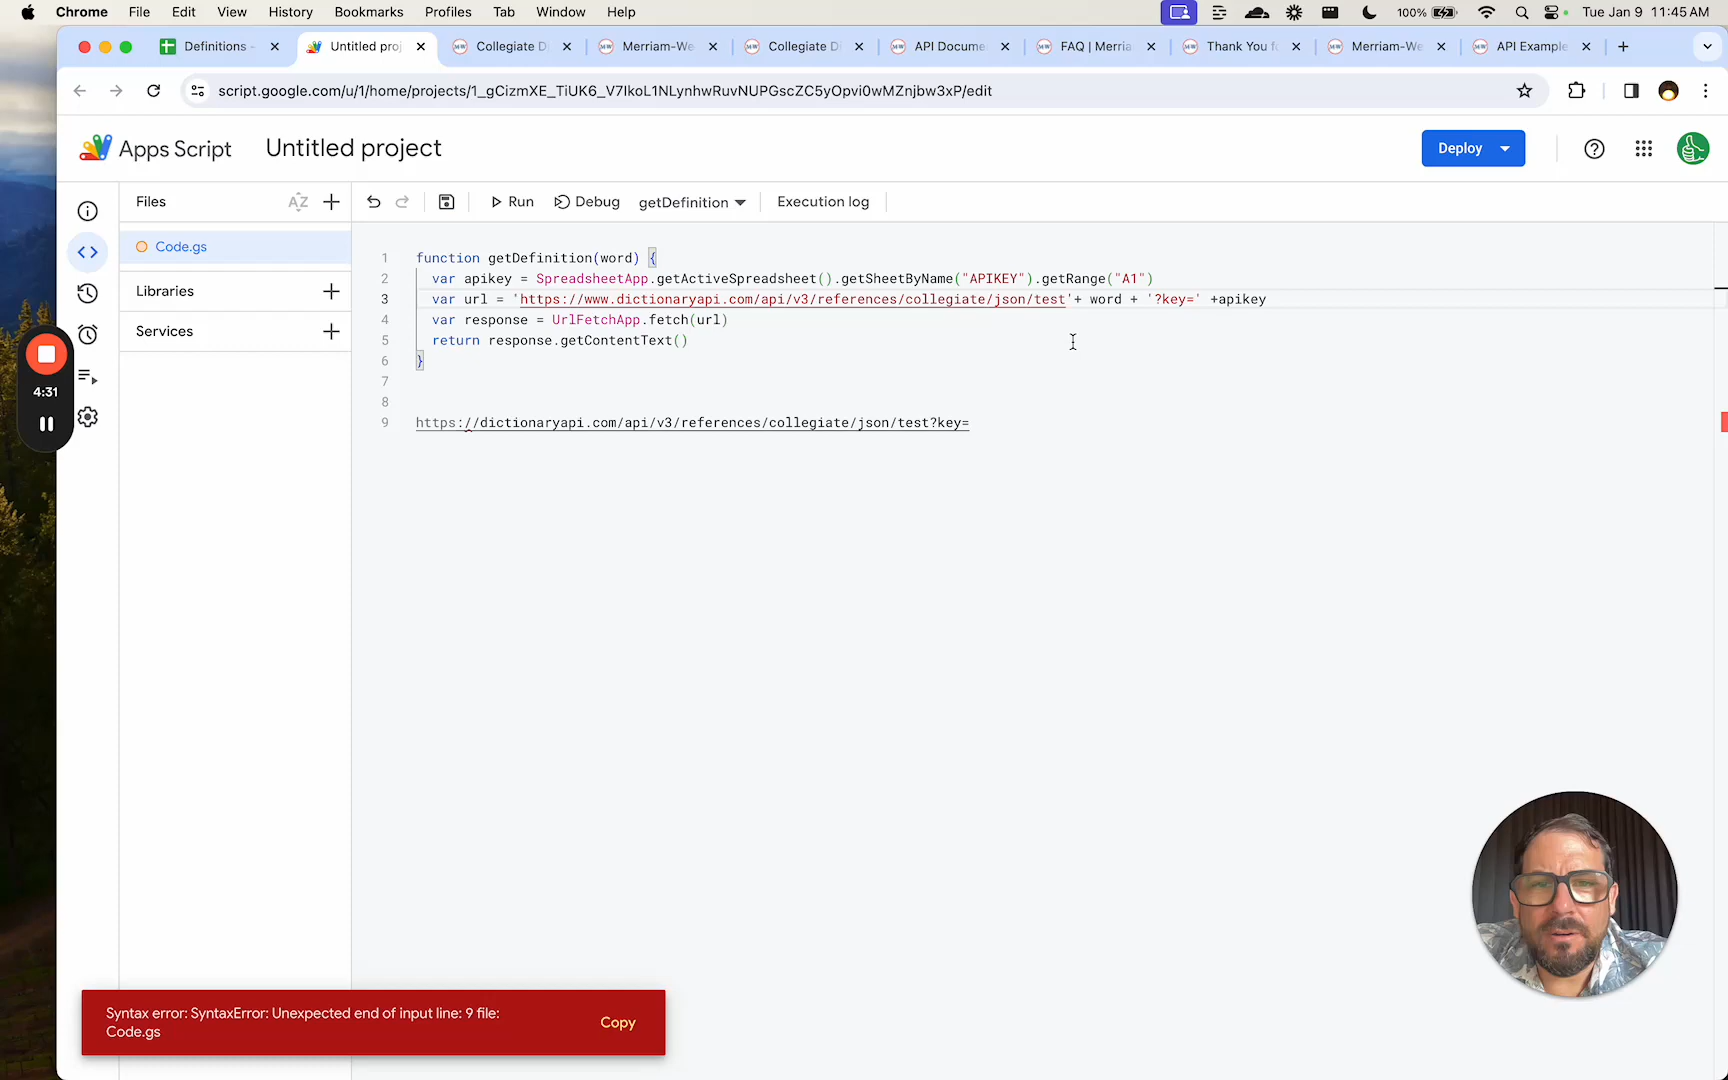 Chrome File Edit View History Bookmarks Profiles Tab Window Help 100% Tue Jan 9 11:45 AM
Definitions - Untitled proj Collegiate D Merriam-We Collegiate Di API Docume FAQ | Merria Thank You f Merriam-We API Example
script.google.com/u/1/home/projects/1_gCizmXE_TiUK6_V7IkoL1NLynhwRuvNUPGscZC5yOpvi0wMZnjbw3xP/edit
Apps Script Untitled project Deploy
Files AZ Run Debug getDefinition Execution log
Code.gs
Libraries
Services
1 function getDefinition(word) {
2 var apikey = SpreadsheetApp.getActiveSpreadsheet().getSheetByName("APIKEY").getRange("A1")
3 var url = 'https://www.dictionaryapi.com/api/v3/references/collegiate/json/test'+ word + '?key=' +apikey
4 var response = UrlFetchApp.fetch(url)
5 return response.getContentText()
6 }
7
8
9 https://dictionaryapi.com/api/v3/references/collegiate/json/test?key=
4:31
Syntax error: SyntaxError: Unexpected end of input line: 9 file:
Code.gs
Copy